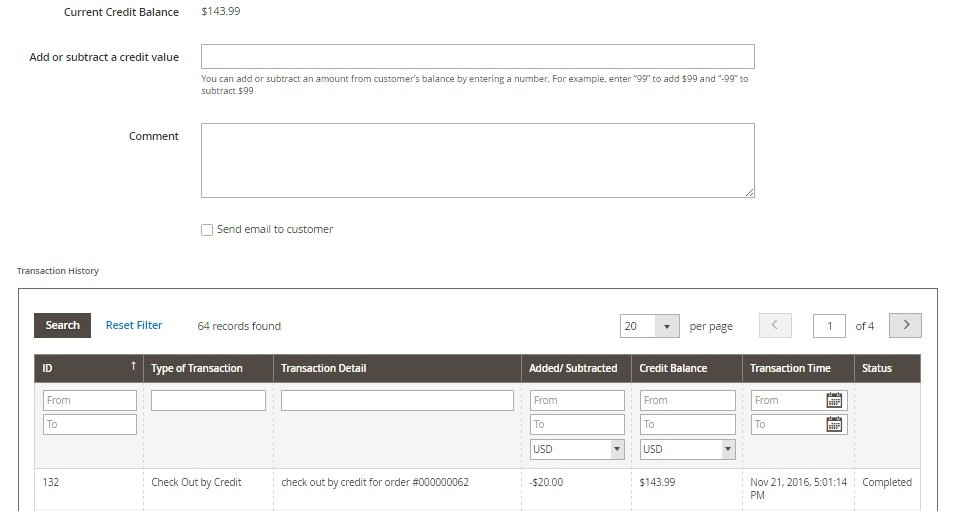 Current Credit Balance $143.99
Add or subtract a credit value
You can add or subtract an amount from customer's balance by entering a number. For example, enter "99" to add $99 and "-99" to
subtract $99
Comment
Send email to customer
Transaction History
Search Reset Filter 64 records found 20 per page 1 of 4
ID ↑ Type of Transaction Transaction Detail Added/ Subtracted Credit Balance Transaction Time Status
From From From From
To To To To
USD USD
132 Check Out by Credit check out by credit for order #000000062 -$20.00 $143.99 Nov 21, 2016, 5:01:14 Completed
PM